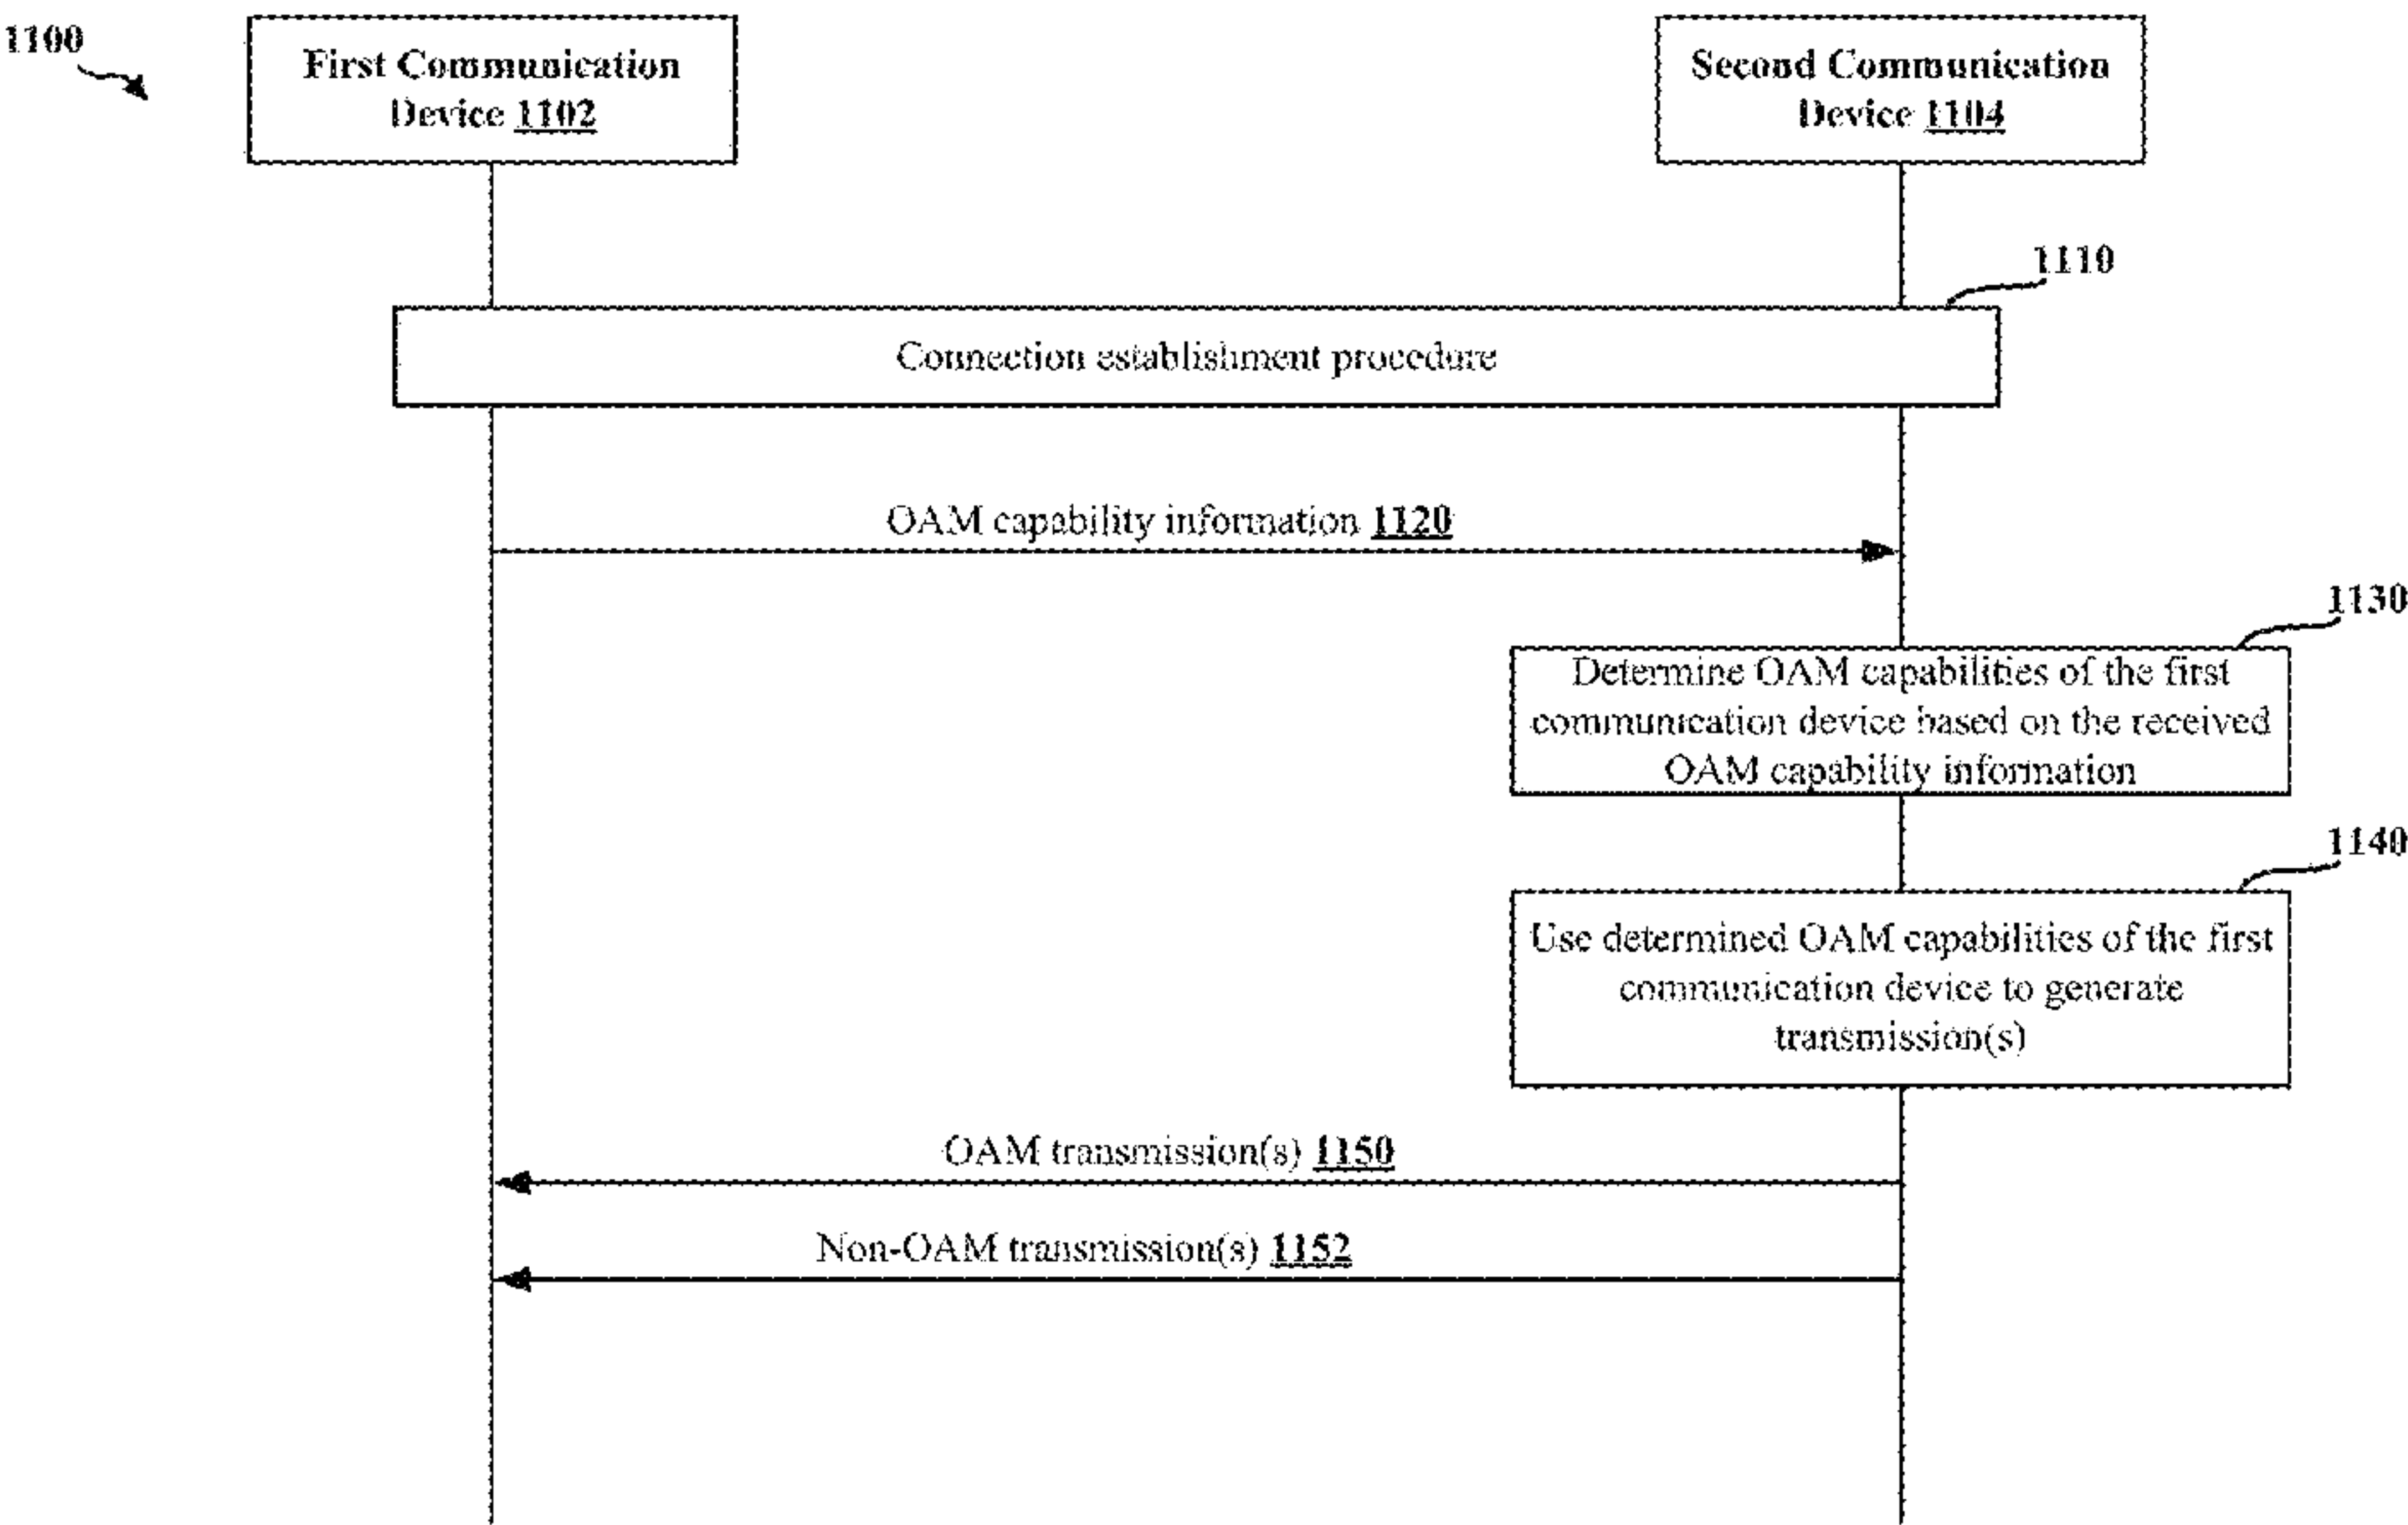 1100
First Communication
Device 1102
Second Communication
Device 1104
1110
Connection establishment procedure
OAM capability information 1120
1130
Determine OAM capabilities of the first
communication device based on the received
OAM capability information
1140
Use determined OAM capabilities of the first
communication device to generate
transmission(s)
OAM transmission(s) 1150
Non-OAM transmission(s) 1152